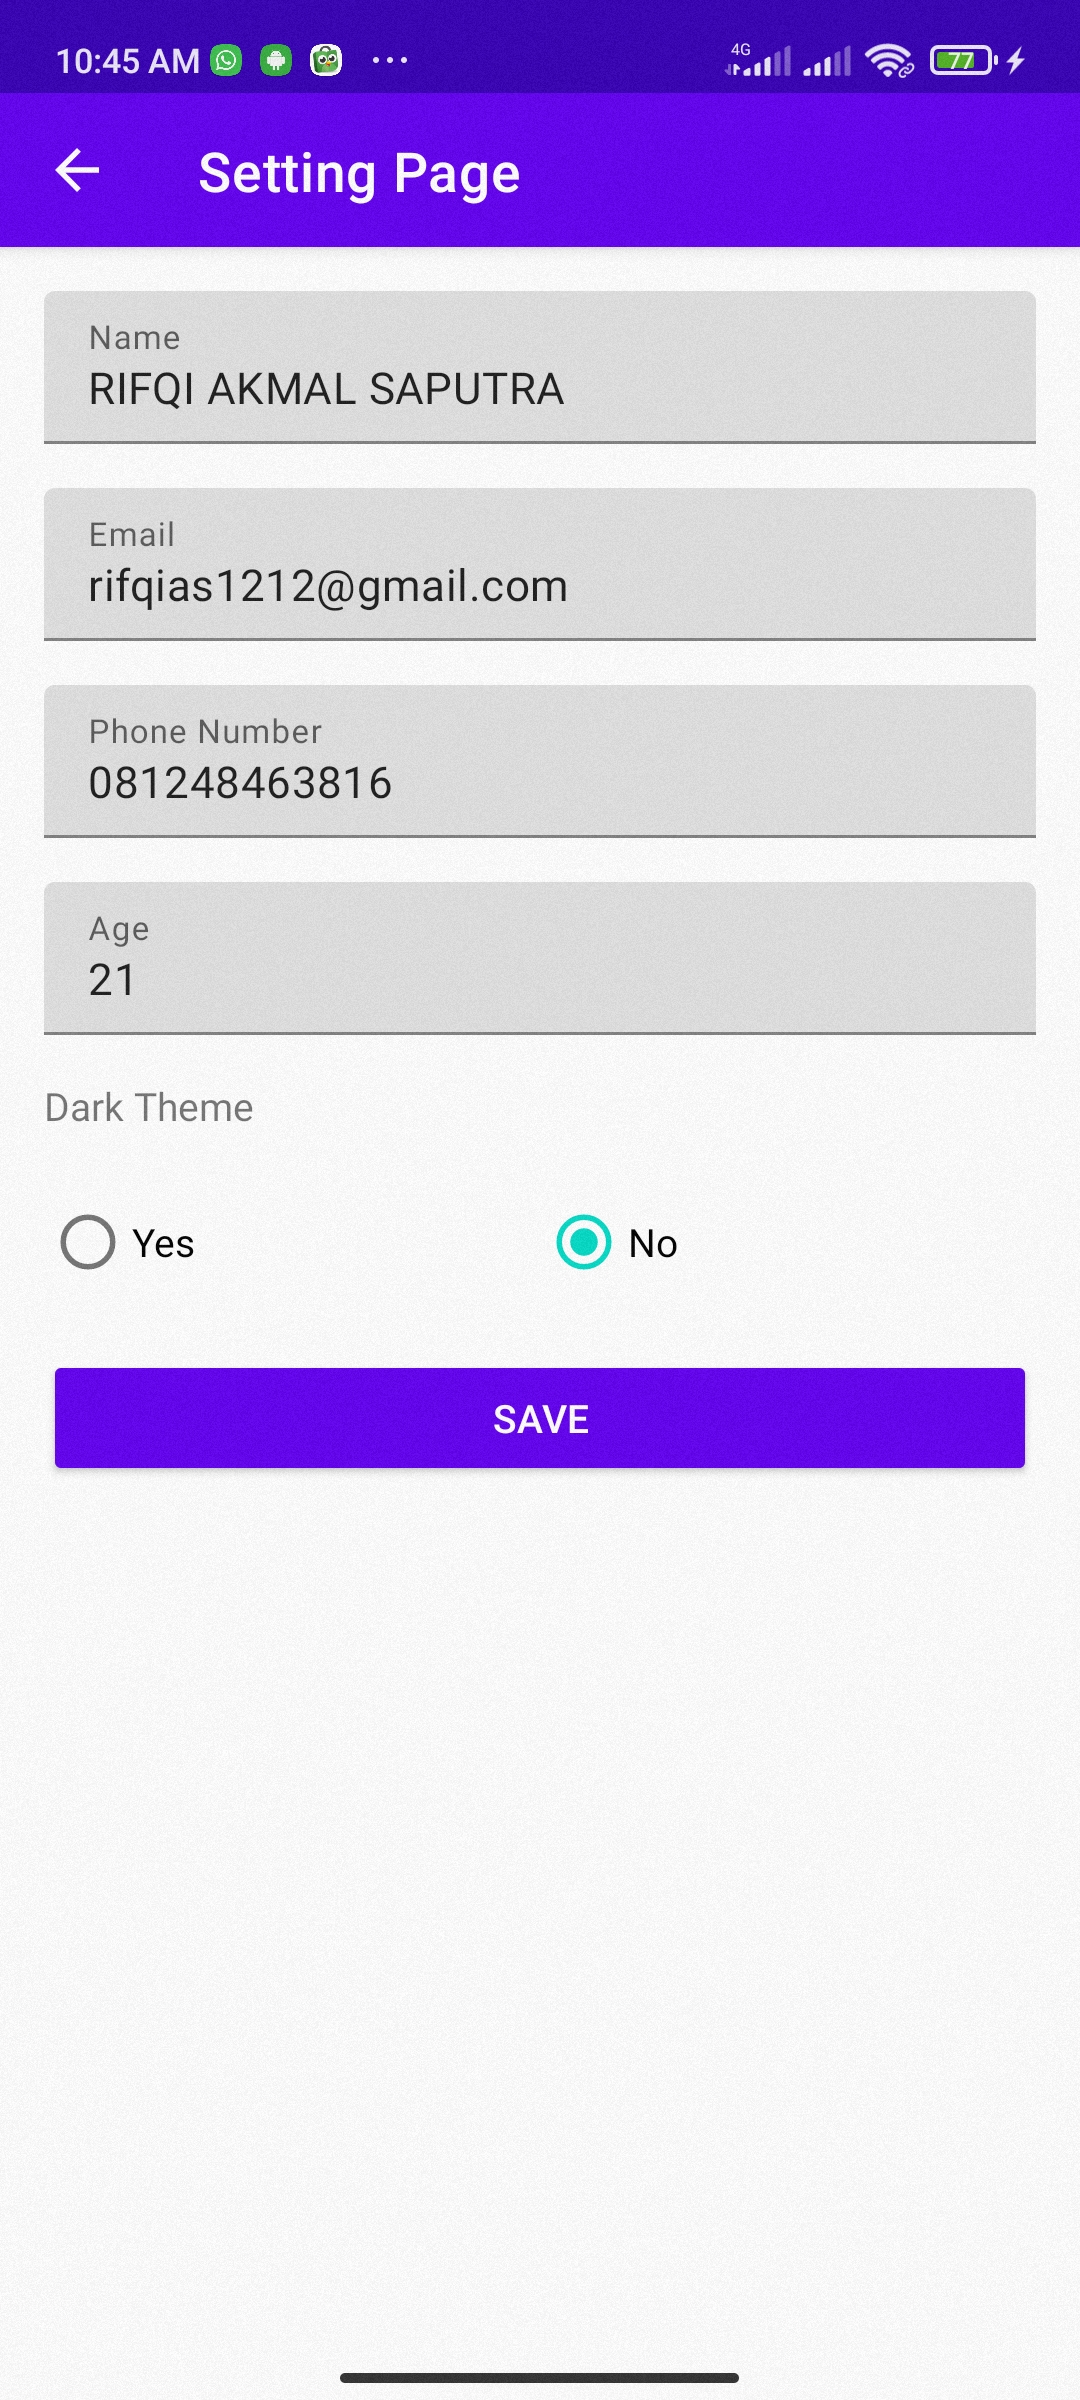 10:45 AM ... 4G 77
Setting Page
Name
RIFQI AKMAL SAPUTRA
Email
rifqias1212@gmail.com
Phone Number
081248463816
Age
21
Dark Theme
Yes No
SAVE